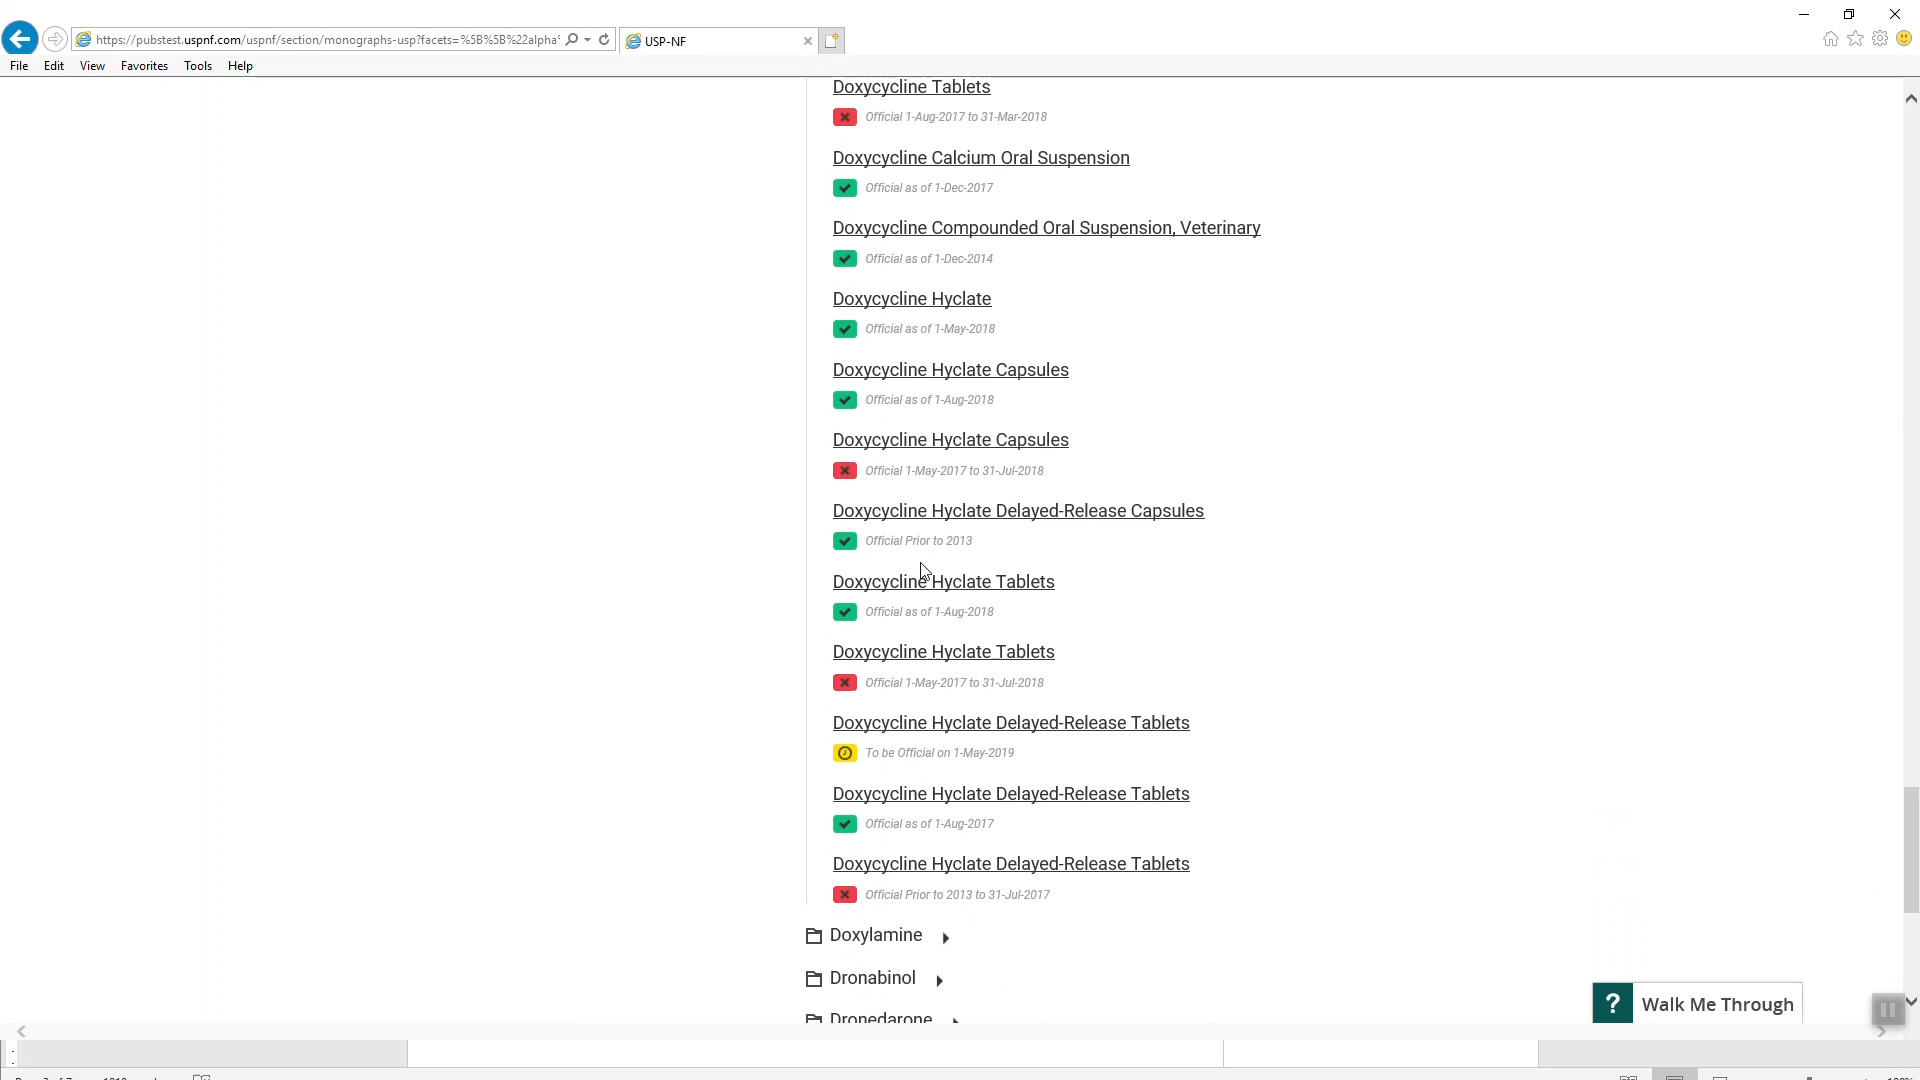 https://pubstest.uspnf.com/uspnf/section/monographs-usp?facets=%5B%5B%22alpha
USP-NF
File Edit View Favorites Tools Help
Doxycycline Tablets
Official 1-Aug-2017 to 31-Mar-2018
Doxycycline Calcium Oral Suspension
Official as of 1-Dec-2017
Doxycycline Compounded Oral Suspension, Veterinary
Official as of 1-Dec-2014
Doxycycline Hyclate
Official as of 1-May-2018
Doxycycline Hyclate Capsules
Official as of 1-Aug-2018
Doxycycline Hyclate Capsules
Official 1-May-2017 to 31-Jul-2018
Doxycycline Hyclate Delayed-Release Capsules
Official Prior to 2013
Doxycycline Hyclate Tablets
Official as of 1-Aug-2018
Doxycycline Hyclate Tablets
Official 1-May-2017 to 31-Jul-2018
Doxycycline Hyclate Delayed-Release Tablets
To be Official on 1-May-2019
Doxycycline Hyclate Delayed-Release Tablets
Official as of 1-Aug-2017
Doxycycline Hyclate Delayed-Release Tablets
Official Prior to 2013 to 31-Jul-2017
Doxylamine
Dronabinol
Dronedarone
? Walk Me Through